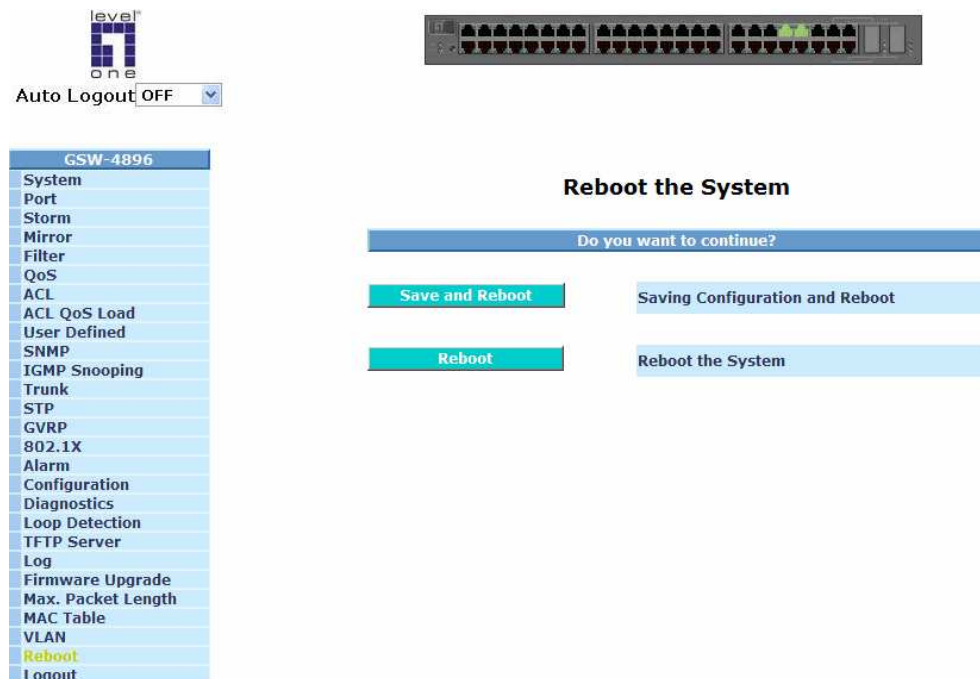 level
one
Auto Logout OFF
GSW-4896
System
Port
Storm
Mirror
Filter
QoS
ACL
ACL QoS Load
User Defined
SNMP
IGMP Snooping
Trunk
STP
GVRP
802.1X
Alarm
Configuration
Diagnostics
Loop Detection
TFTP Server
Log
Firmware Upgrade
Max. Packet Length
MAC Table
VLAN
Reboot
Logout
Reboot the System
Do you want to continue?
Save and Reboot
Saving Configuration and Reboot
Reboot
Reboot the System